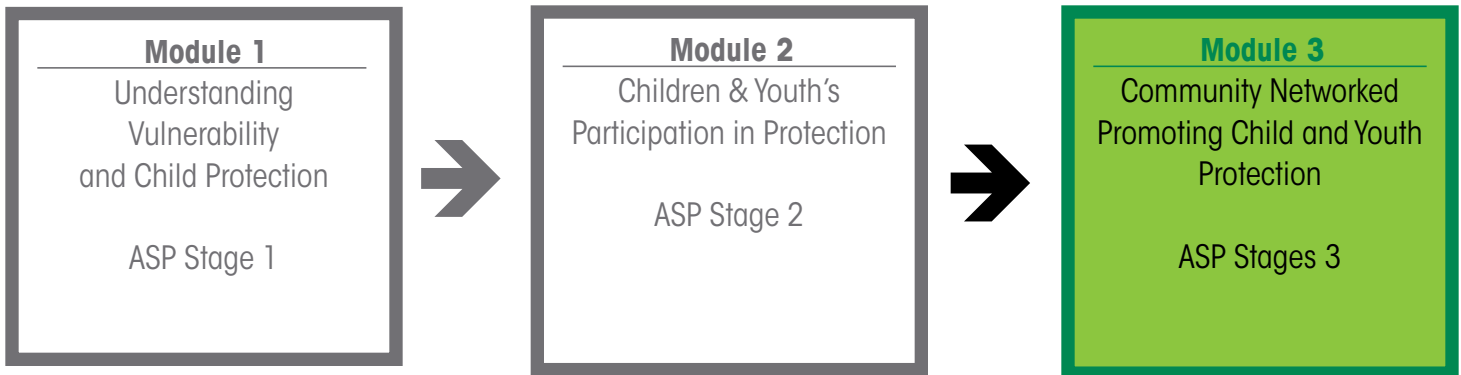 Module 1
Understanding
Vulnerability
and Child Protection
ASP Stage 1
Module 2
Children & Youth's
Participation in Protection
ASP Stage 2
Module 3
Community Networked
Promoting Child and Youth
Protection
ASP Stages 3